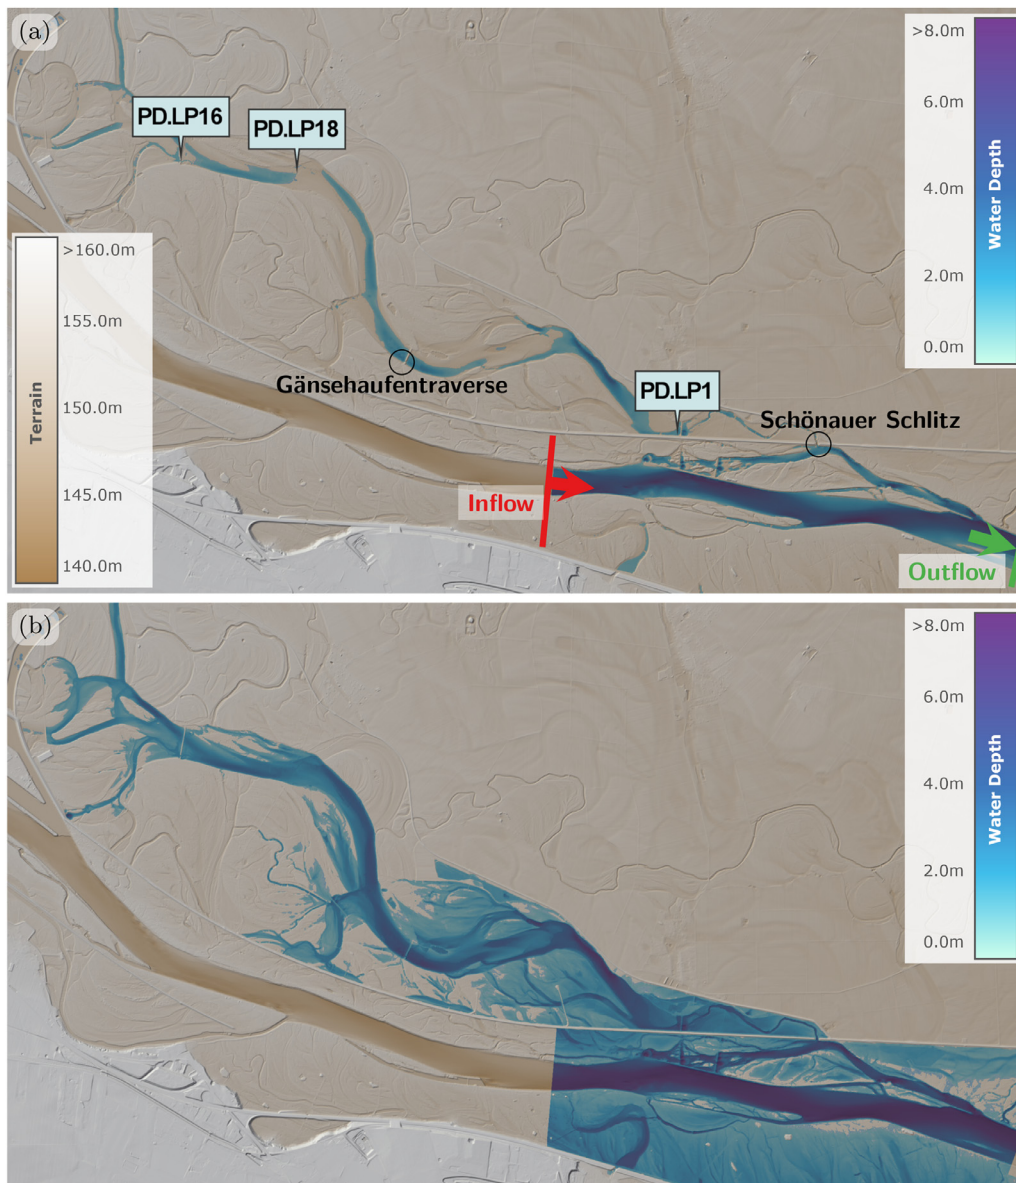 (a)
>8.0m
6.0m
4.0m
2.0m
0.0m
Water Depth
PD.LP16
PD.LP18
>160.0m
155.0m
150.0m
145.0m
140.0m
Terrain
Gänsehaufentraverse
PD.LP1
Schönauer Schlitz
Inflow
Outflow
(b)
>8.0m
6.0m
4.0m
2.0m
0.0m
Water Depth